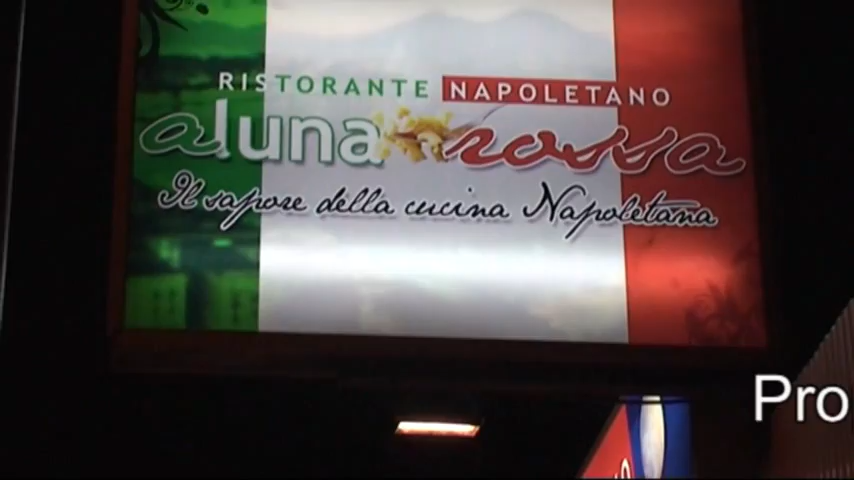 RISTORANTE NAPOLETANO
aluna rossa
Il sapore della cucina Napoletana
Pro